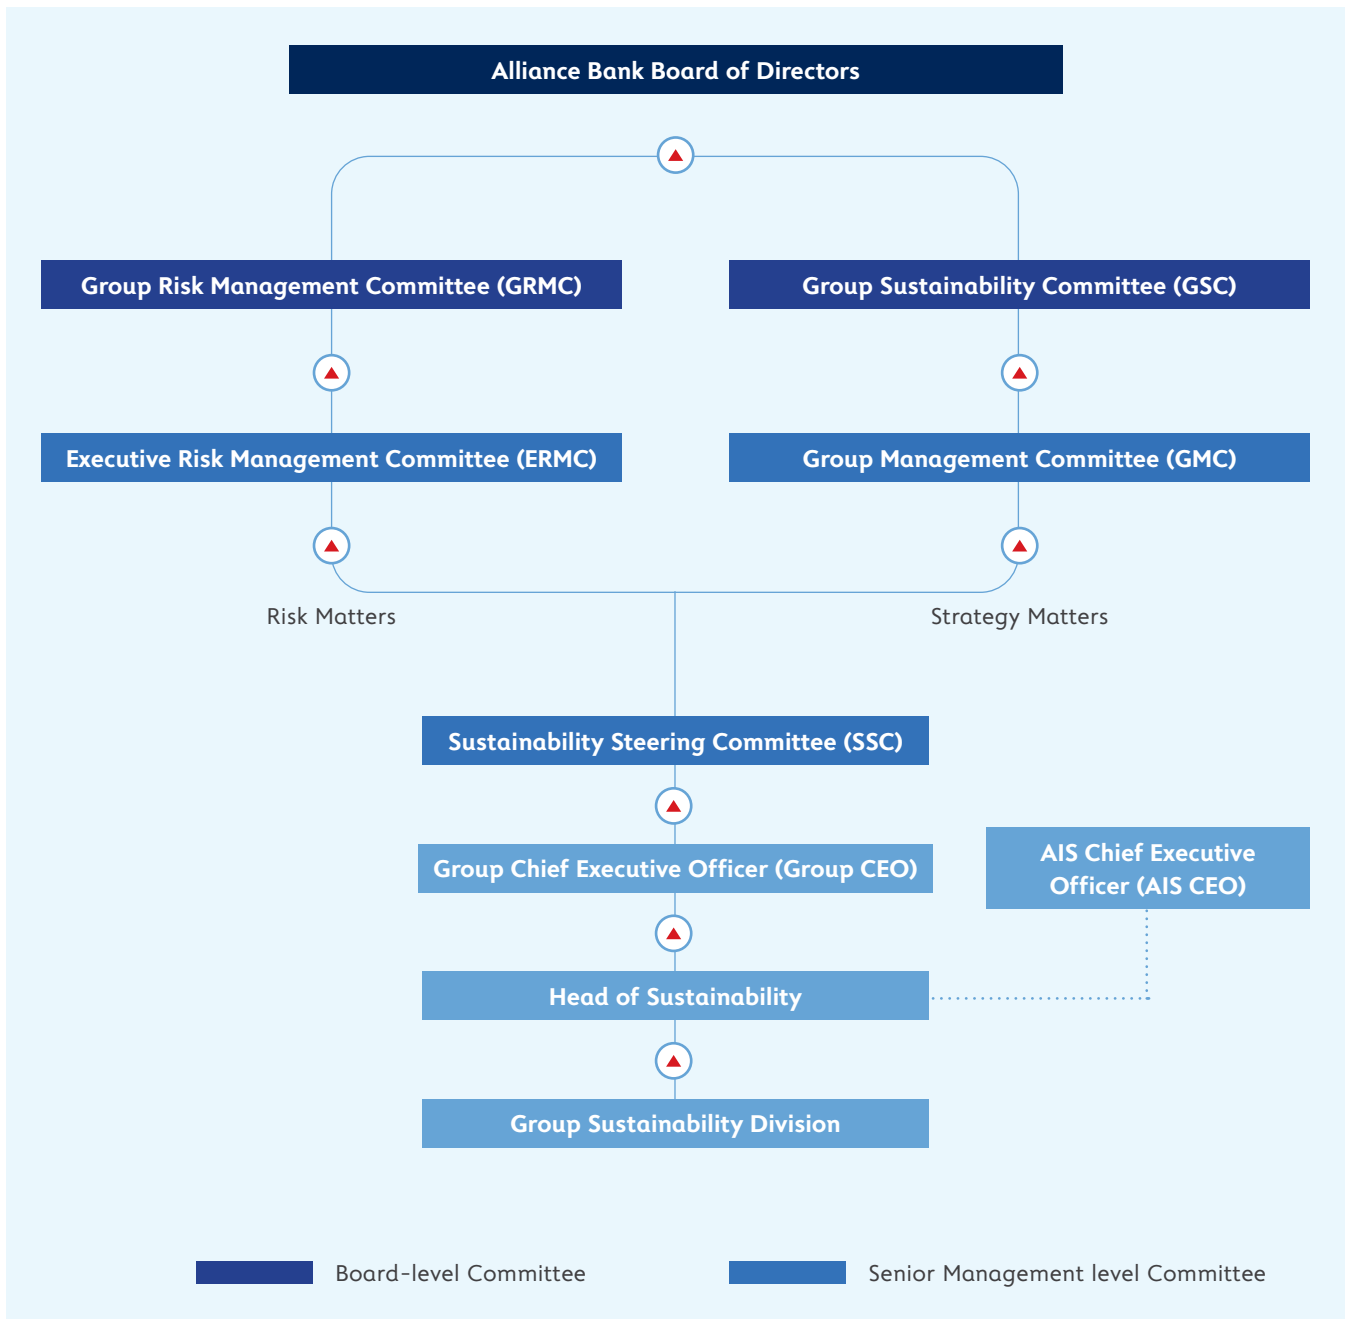 Alliance Bank Board of Directors
Group Risk Management Committee (GRMC)
Group Sustainability Committee (GSC)
Executive Risk Management Committee (ERMC)
Group Management Committee (GMC)
Risk Matters
Strategy Matters
Sustainability Steering Committee (SSC)
Group Chief Executive Officer (Group CEO)
AIS Chief Executive
Officer (AIS CEO)
Head of Sustainability
Group Sustainability Division
Board-level Committee
Senior Management level Committee